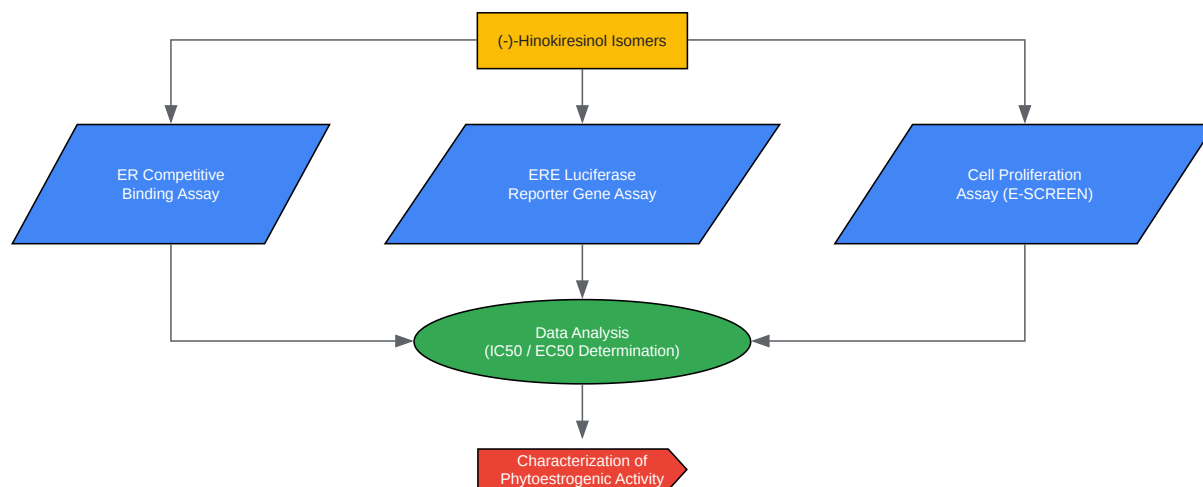 (-)-Hinokiresinol Isomers
ER Competitive
Binding Assay
ERE Luciferase
Reporter Gene Assay
Cell Proliferation
Assay (E-SCREEN)
Data Analysis
(IC50 / EC50 Determination)
Characterization of
Phytoestrogenic Activity